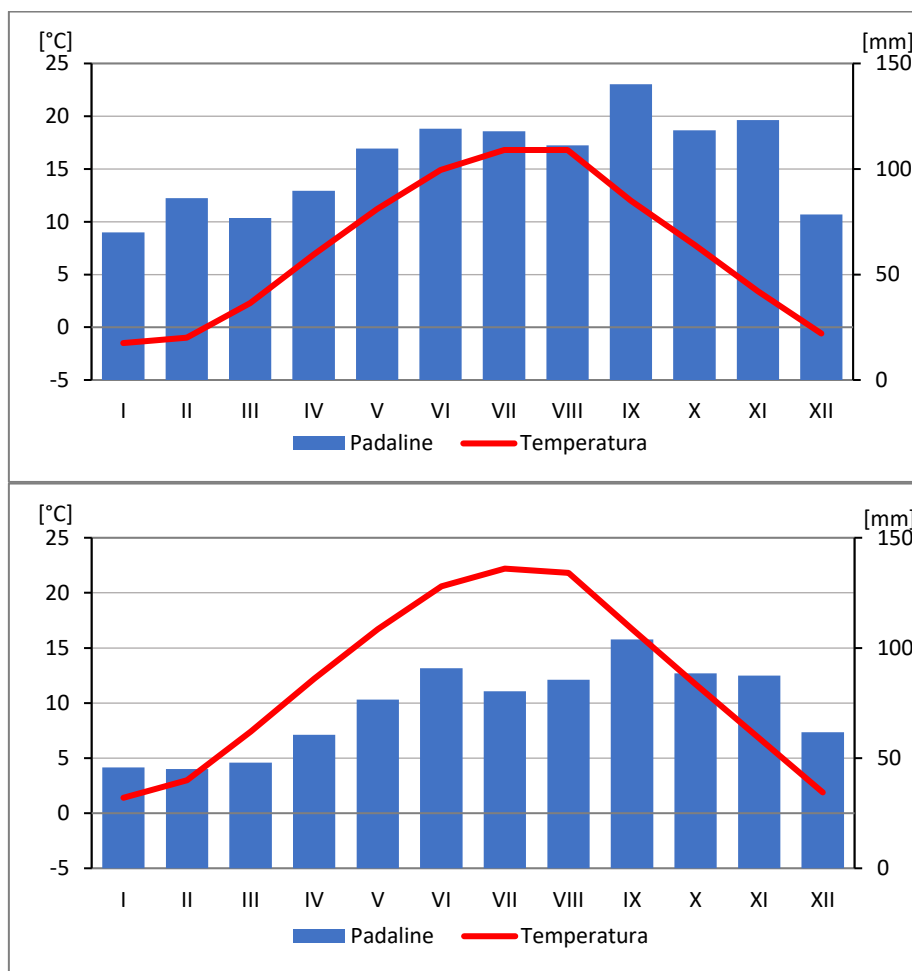 [°C] [mm]
25 150
20
15 100
10
5 50
0
-5 0
I II III IV V VI VII VIII IX X XI XII
Padaline Temperatura
[°C] [mm]
25 150
20
15 100
10
5 50
0
-5 0
I II III IV V VI VII VIII IX X XI XII
Padaline Temperatura